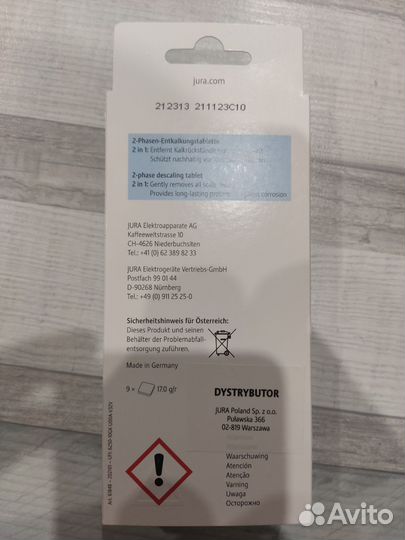 jura.com
212313 211123C10
2-Phasen-Entkalkungstablette
2 in 1: Entfernt Kalkrückstände
Schützt nachhaltig vor
2-phase descaling tablet
2 in 1: Gently removes all scale
Provides long-lasting corrosion
JURA Elektroapparate AG
Kaffeeweltstrasse 10
CH-4626 Niederbuchsiten
Tel.: +41 (0) 62 389 82 33
JURA Elektrogeräte Vertriebs-GmbH
Postfach 99 01 44
D-90268 Nürnberg
Tel.: +49 (0) 911 25 25-0
Sicherheitshinweis für Österreich:
Dieses Produkt und seinen
Behälter der Problemabfall-
entsorgung zuführen.
Made in Germany
9 × 17.0 g/r
DYSTRYBUTOR
JURA Poland Sp. z o.o.
Puławska 366
02-819 Warszawa
Waarschuwing
Atención
Atenção
Varning
Uwaga
Осторожно
Avito